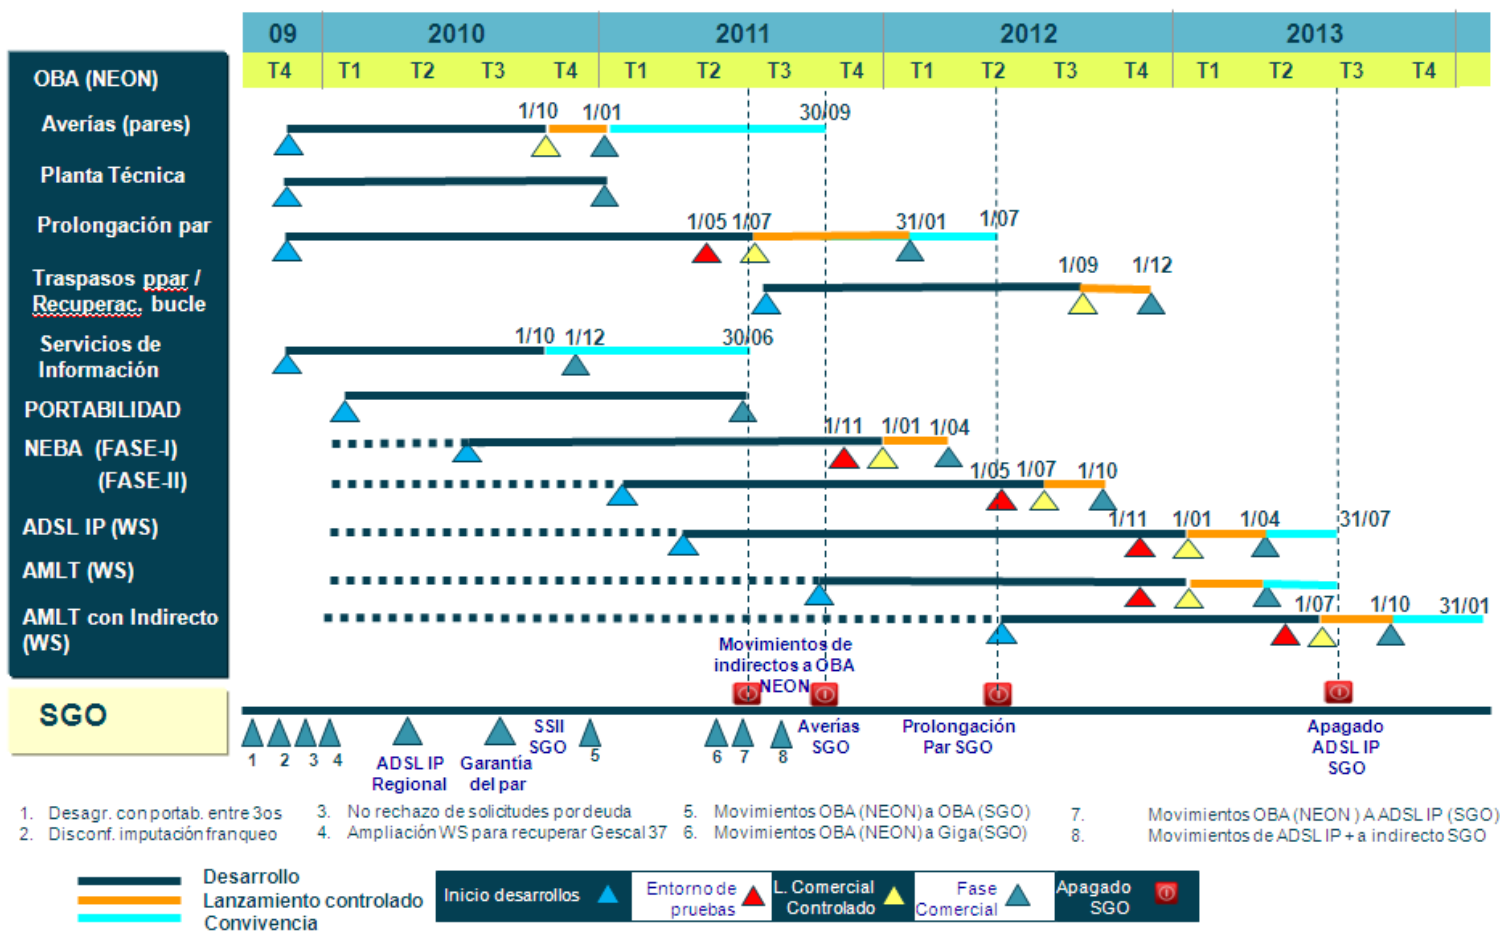 09 2010 2011 2012 2013
T4 T1 T2 T3 T4 T1 T2 T3 T4 T1 T2 T3 T4 T1 T2 T3 T4
OBA (NEON)
Averías (pares)
1/10 1/01 30/09
Planta Técnica
Prolongación par
1/05 1/07 31/01 1/07
Traspasos ppar /
Recuperac. bucle
1/09 1/12
Servicios de
Información
1/10 1/12 30/06
PORTABILIDAD
NEBA (FASE-I)
1/11 1/01 1/04
(FASE-II)
1/05 1/07 1/10
ADSL IP (WS)
1/11 1/01 1/04 31/07
AMLT (WS)
AMLT con Indirecto
(WS)
1/07 1/10 31/01
Movimientos de
indirectos a OBA
NEON
SGO
1 2 3 4
ADSL IP
Regional
Garantía
del par
SSII
SGO
5
6 7 8
Averías
SGO
Prolongación
Par SGO
Apagado
ADSL IP
SGO
1. Desagr. con portab. entre 3os
2. Disconf. imputación franqueo
3. No rechazo de solicitudes por deuda
4. Ampliación WS para recuperar Gescal 37
5. Movimientos OBA (NEON) a OBA (SGO)
6. Movimientos OBA (NEON) a Giga (SGO)
7. Movimientos OBA (NEON ) A ADSL IP (SGO)
8. Movimientos de ADSL IP + a indirecto SGO
Desarrollo
Lanzamiento controlado
Convivencia
Inicio desarrollos
Entorno de
pruebas
L. Comercial
Controlado
Fase
Comercial
Apagado
SGO